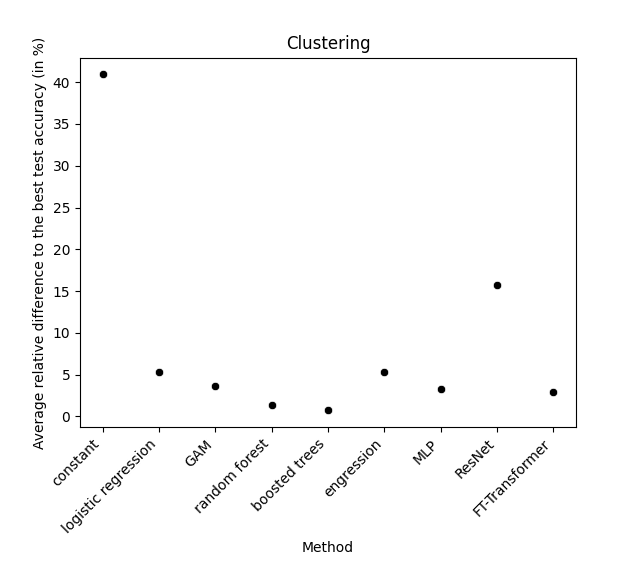 Clustering
Average relative difference to the best test accuracy (in %)
40
35
30
25
20
15
10
5
0
constant
logistic regression
GAM
random forest
boosted trees
engression
MLP
ResNet
FT-Transformer
Method